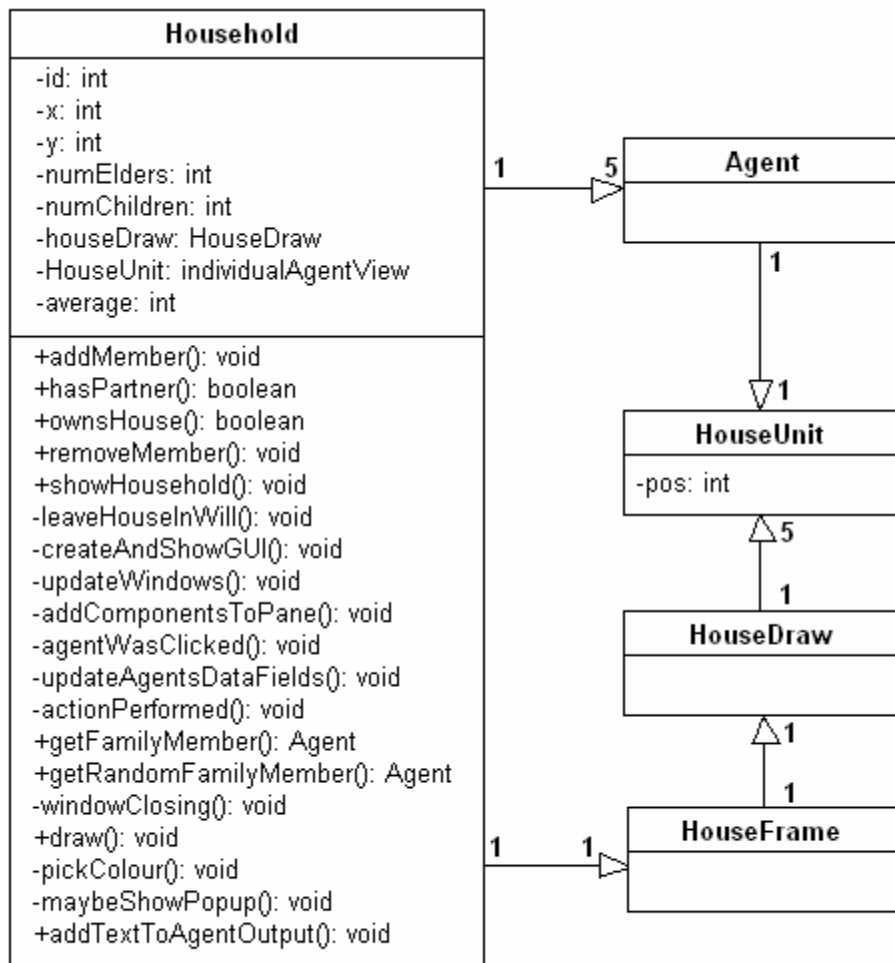 Household
-id: int
-x: int
-y: int
-numElders: int
-numChildren: int
-houseDraw: HouseDraw
-HouseUnit: individualAgentView
-average: int
+addMember(): void
+hasPartner(): boolean
+ownsHouse(): boolean
+removeMember(): void
+showHousehold(): void
-leaveHouseInWill(): void
-createAndShowGUI(): void
-updateWindows(): void
-addComponentsToPane(): void
-agentWasClicked(): void
-updateAgentsDataFields(): void
-actionPerformed(): void
+getFamilyMember(): Agent
+getRandomFamilyMember(): Agent
-windowClosing(): void
+draw(): void
-pickColour(): void
-maybeShowPopup(): void
+addTextToAgentOutput(): void
1 5
Agent
1
1
HouseUnit
-pos: int
5
1
HouseDraw
1
1
HouseFrame
1 1